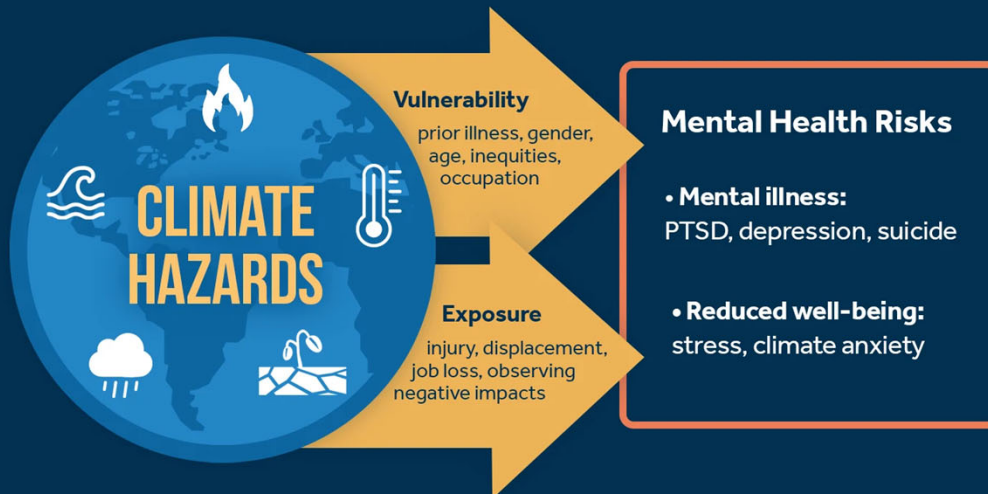 CLIMATE
HAZARDS
Vulnerability
prior illness, gender,
age, inequities,
occupation
Exposure
injury, displacement,
job loss, observing
negative impacts
Mental Health Risks
• Mental illness:
PTSD, depression, suicide
• Reduced well-being:
stress, climate anxiety